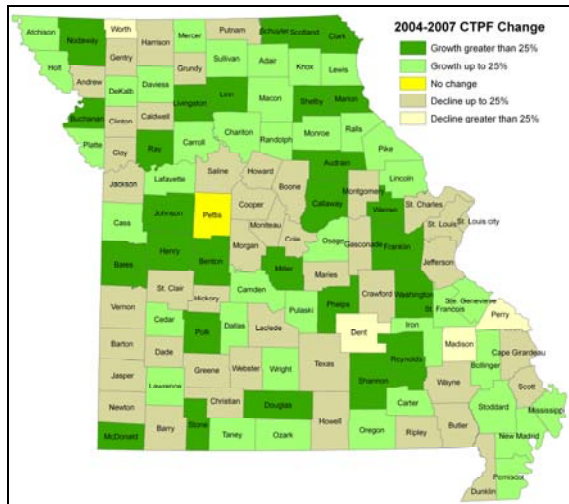 2004-2007 CTPF Change
Growth greater than 25%
Growth up to 25%
No change
Decline up to 25%
Decline greater than 25%
Atchison
Nodaway
Worth
Harrison
Mercer
Putnam
Schuyler
Scotland
Clark
Gentry
Sullivan
Adair
Knox
Lewis
Holt
Andrew
DeKalb
Daviess
Grundy
Linn
Macon
Shelby
Marion
Buchanan
Clinton
Caldwell
Livingston
Chariton
Randolph
Monroe
Ralls
Pike
Platte
Clay
Ray
Carroll
Audrain
Lincoln
Jackson
Lafayette
Saline
Howard
Boone
Callaway
Montgomery
Warren
St. Charles
St. Louis city
St. Louis
Cass
Johnson
Pettis
Cooper
Moniteau
Cole
Osage
Gasconade
Franklin
Jefferson
Bates
Henry
Benton
Morgan
Miller
Maries
Washington
St. Francois
Ste. Genevieve
Perry
Vernon
St. Clair
Hickory
Camden
Pulaski
Phelps
Crawford
Dent
Iron
Madison
Bollinger
Cape Girardeau
Barton
Cedar
Polk
Dallas
Laclede
Texas
Reynolds
Wayne
Scott
Jasper
Dade
Greene
Webster
Wright
Shannon
Carter
Stoddard
Mississippi
Lawrence
Newton
Christian
Douglas
Howell
Oregon
Ripley
Butler
New Madrid
McDonald
Barry
Stone
Taney
Ozark
Dunklin
Pemiscot